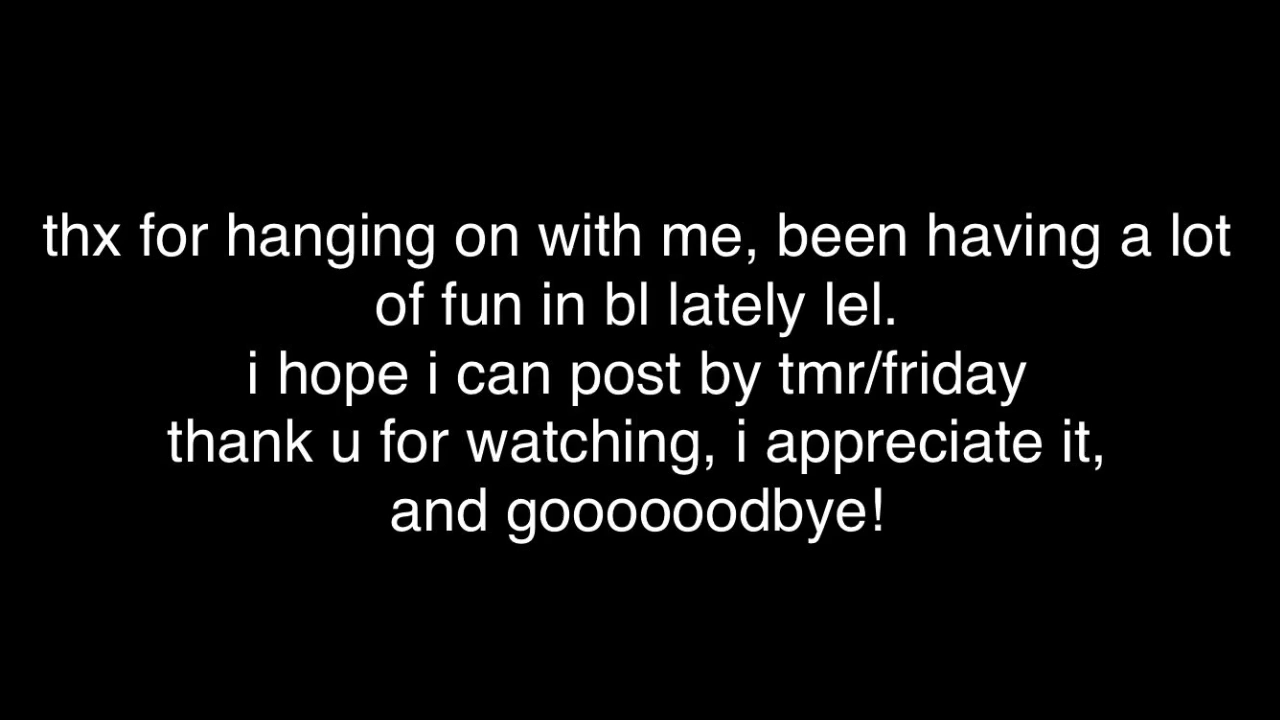 thx for hanging on with me, been having a lot
of fun in bl lately lel.
i hope i can post by tmr/friday
thank u for watching, i appreciate it,
and goooooodbye!